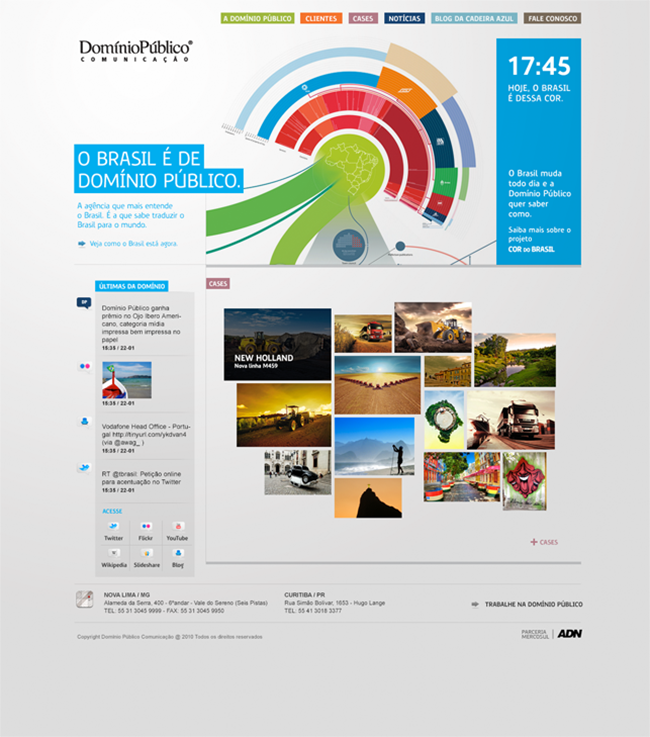 A DOMÍNIO PÚBLICO
CLIENTES
CASES
NOTÍCIAS
BLOG DA CADEIRA AZUL
FALE CONOSCO
DomínioPúblico®
COMUNICAÇÃO
17:45
HOJE, O BRASIL
É DESSA COR.
O BRASIL É DE
DOMÍNIO PÚBLICO.
A agência que mais entende
o Brasil. É a que sabe traduzir o
Brasil para o mundo.
Veja como o Brasil está agora.
O Brasil muda
todo dia e a
Domínio Público
quer saber
como.
Saiba mais sobre o
projeto
COR DO BRASIL
ÚLTIMAS DA DOMÍNIO
Domínio Público ganha
prêmio no Ojo Ibero Ameri-
cano, categoria mídia
impressa bem impressa no
papel
15:35 / 22-01
15:35 / 22-01
Vodafone Head Office - Portu-
gal http://tinyurl.com/ykdvan4
(via @awag_ )
15:35 / 22-01
RT @tbrasil: Petição online
para acentuação no Twitter
15:35 / 22-01
ACESSE
Twitter
Flickr
YouTube
Wikipedia
Slideshare
Blog
CASES
NEW HOLLAND
Nova linha M459
+ CASES
NOVA LIMA / MG
Alameda da Serra, 400 - 6ºandar - Vale do Sereno (Seis Pistas)
TEL: 55 31 3045 9999 - FAX: 55 31 3045 9950
CURITIBA / PR
Rua Simão Bolívar, 1653 - Hugo Lange
TEL: 55 41 3018 3377
TRABALHE NA DOMÍNIO PÚBLICO
Copyright Domínio Público Comunicação @ 2010 Todos os direitos reservados
PARCERIA
MERCOSUL
ADN